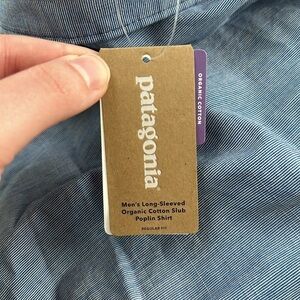 patagonia
Men's Long-Sleeved
Organic Cotton Slub
Poplin Shirt
REGULAR FIT
ORGANIC COTTON